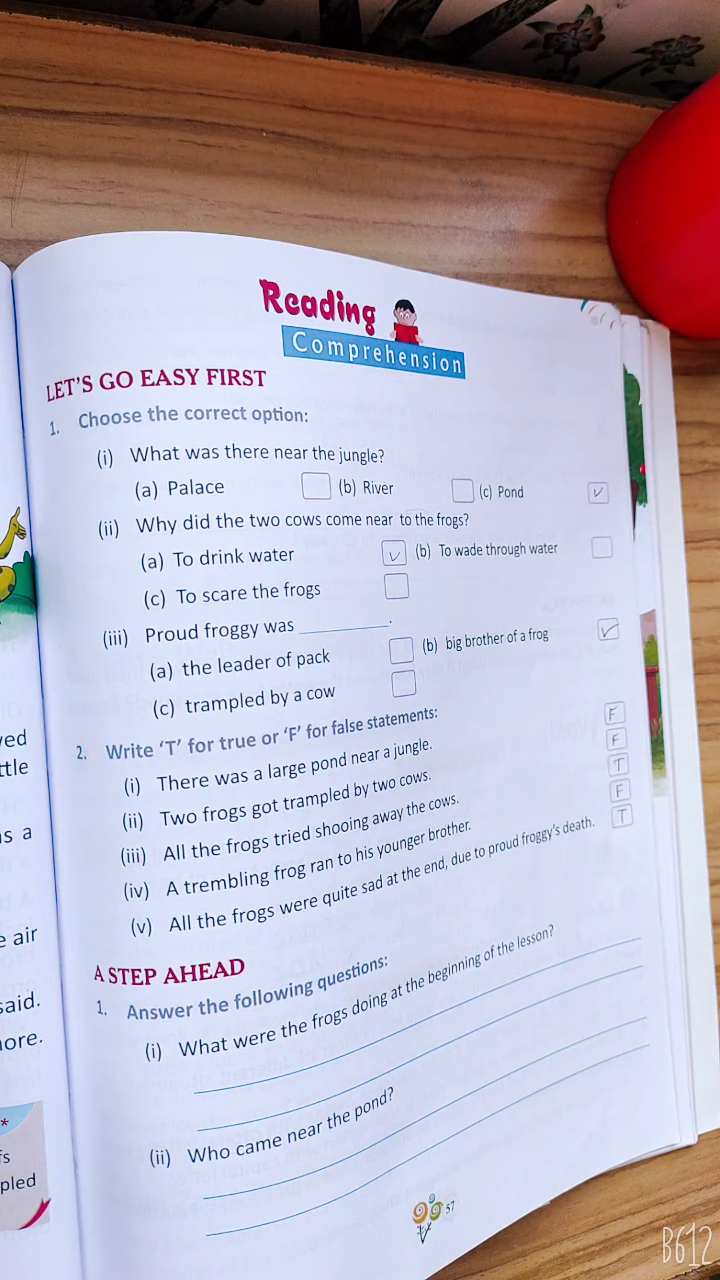 Reading
Comprehension
LET'S GO EASY FIRST
1. Choose the correct option:
(i) What was there near the jungle?
(a) Palace (b) River (c) Pond ✓
(ii) Why did the two cows come near to the frogs?
(a) To drink water ✓ (b) To wade through water
(c) To scare the frogs
(iii) Proud froggy was __________.
(a) the leader of pack (b) big brother of a frog ✓
(c) trampled by a cow
2. Write 'T' for true or 'F' for false statements:
(i) There was a large pond near a jungle. F
(ii) Two frogs got trampled by two cows. F
(iii) All the frogs tried shooing away the cows. T
(iv) A trembling frog ran to his younger brother. F
(v) All the frogs were quite sad at the end, due to proud froggy's death. T
A STEP AHEAD
1. Answer the following questions:
(i) What were the frogs doing at the beginning of the lesson?
(ii) Who came near the pond?
57
as a
e air
said.
pled
B612